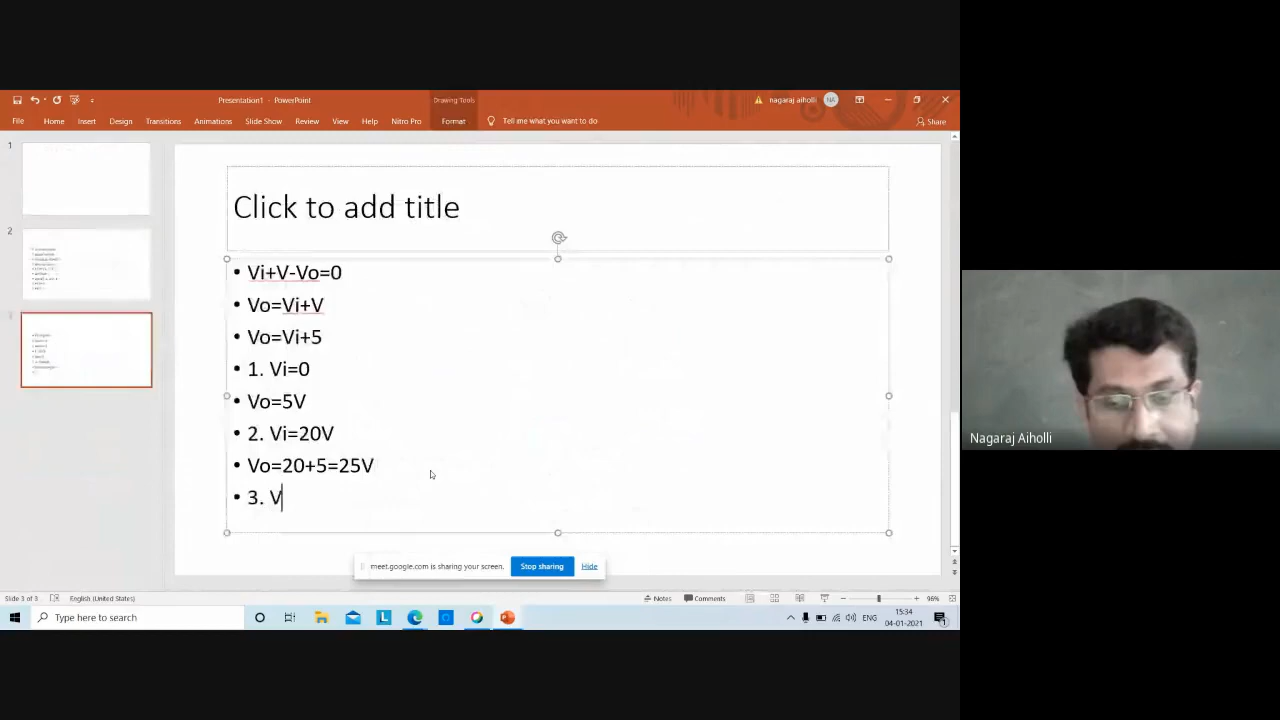 Presentation1 - PowerPoint
Drawing Tools
nagaraj aiholli
NA
File Home Insert Design Transitions Animations Slide Show Review View Help Nitro Pro Format Tell me what you want to do
Share
1
2
3
Click to add title
• Vi+V-Vo=0
• Vo=Vi+V
• Vo=Vi+5
• 1. Vi=0
• Vo=5V
• 2. Vi=20V
• Vo=20+5=25V
• 3. V
Nagaraj Aiholli
meet.google.com is sharing your screen. Stop sharing Hide
Slide 3 of 3 English (United States) Notes Comments 96%
Type here to search
L
ENG
15:34
04-01-2021